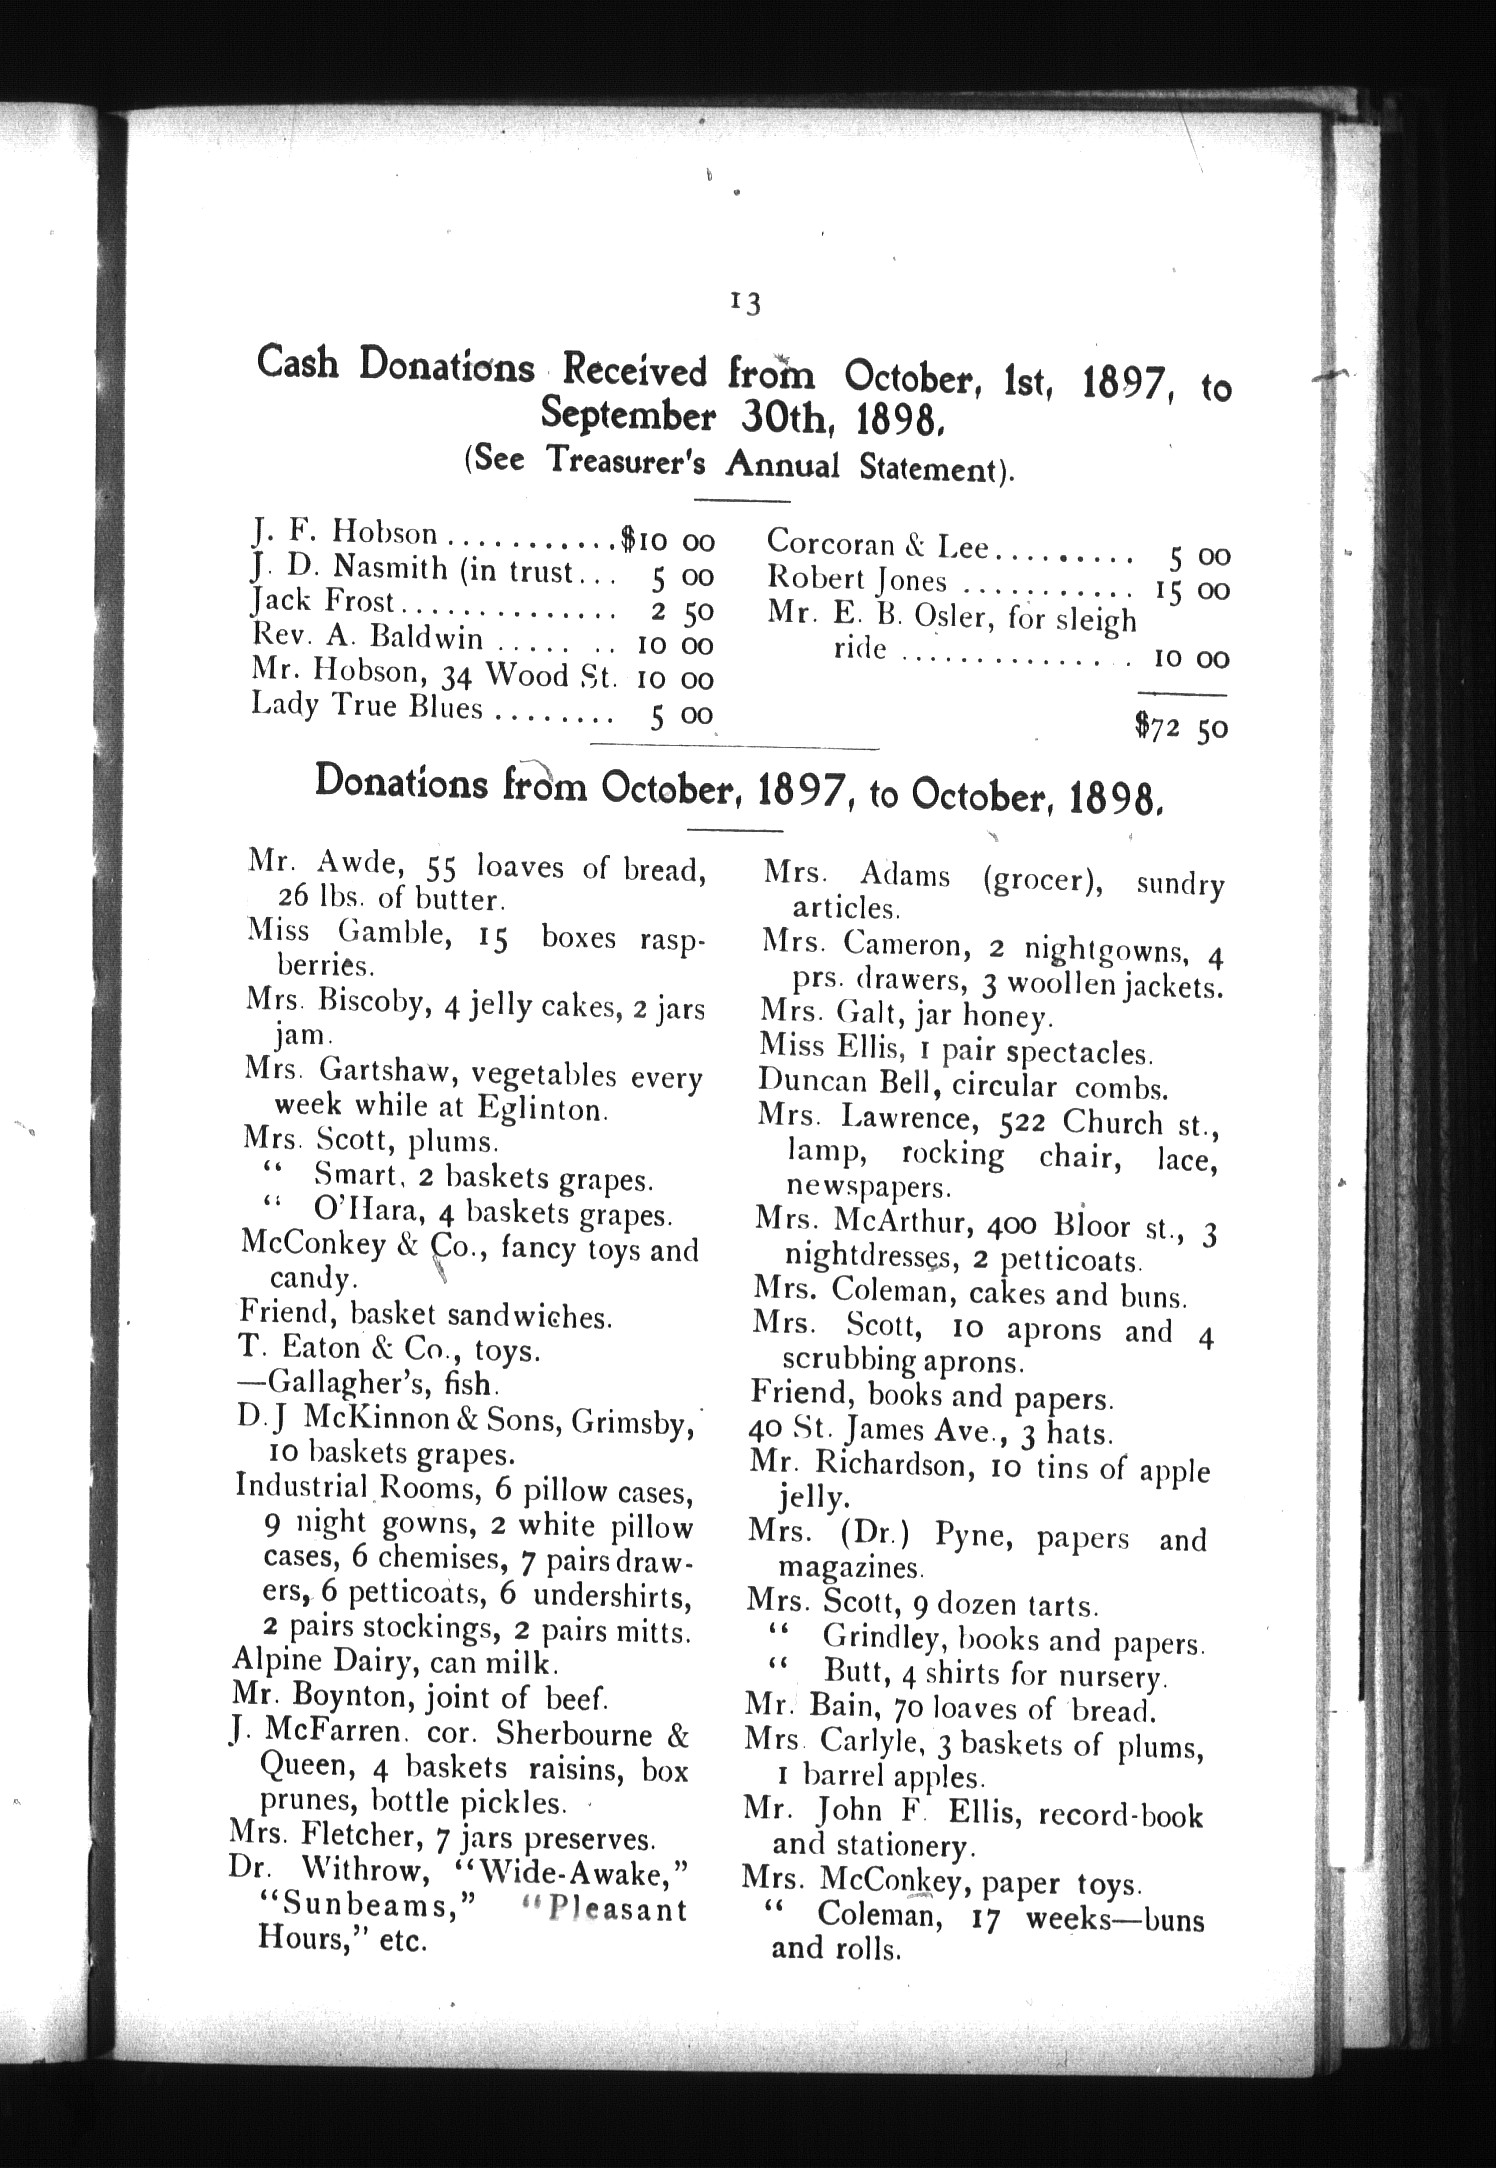 13
Cash Donations Received from October, 1st, 1897, to
September 30th, 1898.
(See Treasurer's Annual Statement).
J. F. Hobson ...........$10 00
J. D. Nasmith (in trust... 5 00
Jack Frost.............. 2 50
Rev. A. Baldwin ..... .. 10 00
Mr. Hobson, 34 Wood St. 10 00
Lady True Blues ........ 5 00
Corcoran & Lee......... 5 00
Robert Jones ........... 15 00
Mr. E. B. Osler, for sleigh
ride .............. 10 00
$72 50
Donations from October, 1897, to October, 1898.
Mr. Awde, 55 loaves of bread,
26 lbs. of butter.
Miss Gamble, 15 boxes rasp-
berries.
Mrs. Biscoby, 4 jelly cakes, 2 jars
jam.
Mrs. Gartshaw, vegetables every
week while at Eglinton.
Mrs. Scott, plums.
" Smart, 2 baskets grapes.
" O'Hara, 4 baskets grapes.
McConkey & Co., fancy toys and
candy.
Friend, basket sandwiches.
T. Eaton & Co., toys.
—Gallagher's, fish.
D. J McKinnon & Sons, Grimsby,
10 baskets grapes.
Industrial Rooms, 6 pillow cases,
9 night gowns, 2 white pillow
cases, 6 chemises, 7 pairs draw-
ers, 6 petticoats, 6 undershirts,
2 pairs stockings, 2 pairs mitts.
Alpine Dairy, can milk.
Mr. Boynton, joint of beef.
J. McFarren. cor. Sherbourne &
Queen, 4 baskets raisins, box
prunes, bottle pickles.
Mrs. Fletcher, 7 jars preserves.
Dr. Withrow, "Wide-Awake,"
"Sunbeams," "Pleasant
Hours," etc.
Mrs. Adams (grocer), sundry
articles.
Mrs. Cameron, 2 nightgowns, 4
prs. drawers, 3 woollen jackets.
Mrs. Galt, jar honey.
Miss Ellis, 1 pair spectacles.
Duncan Bell, circular combs.
Mrs. Lawrence, 522 Church st.,
lamp, rocking chair, lace,
newspapers.
Mrs. McArthur, 400 Bloor st., 3
nightdresses, 2 petticoats.
Mrs. Coleman, cakes and buns.
Mrs. Scott, 10 aprons and 4
scrubbing aprons.
Friend, books and papers.
40 St. James Ave., 3 hats.
Mr. Richardson, 10 tins of apple
jelly.
Mrs. (Dr.) Pyne, papers and
magazines.
Mrs. Scott, 9 dozen tarts.
" Grindley, books and papers.
" Butt, 4 shirts for nursery.
Mr. Bain, 70 loaves of bread.
Mrs. Carlyle, 3 baskets of plums,
1 barrel apples.
Mr. John F. Ellis, record-book
and stationery.
Mrs. McConkey, paper toys.
" Coleman, 17 weeks—buns
and rolls.